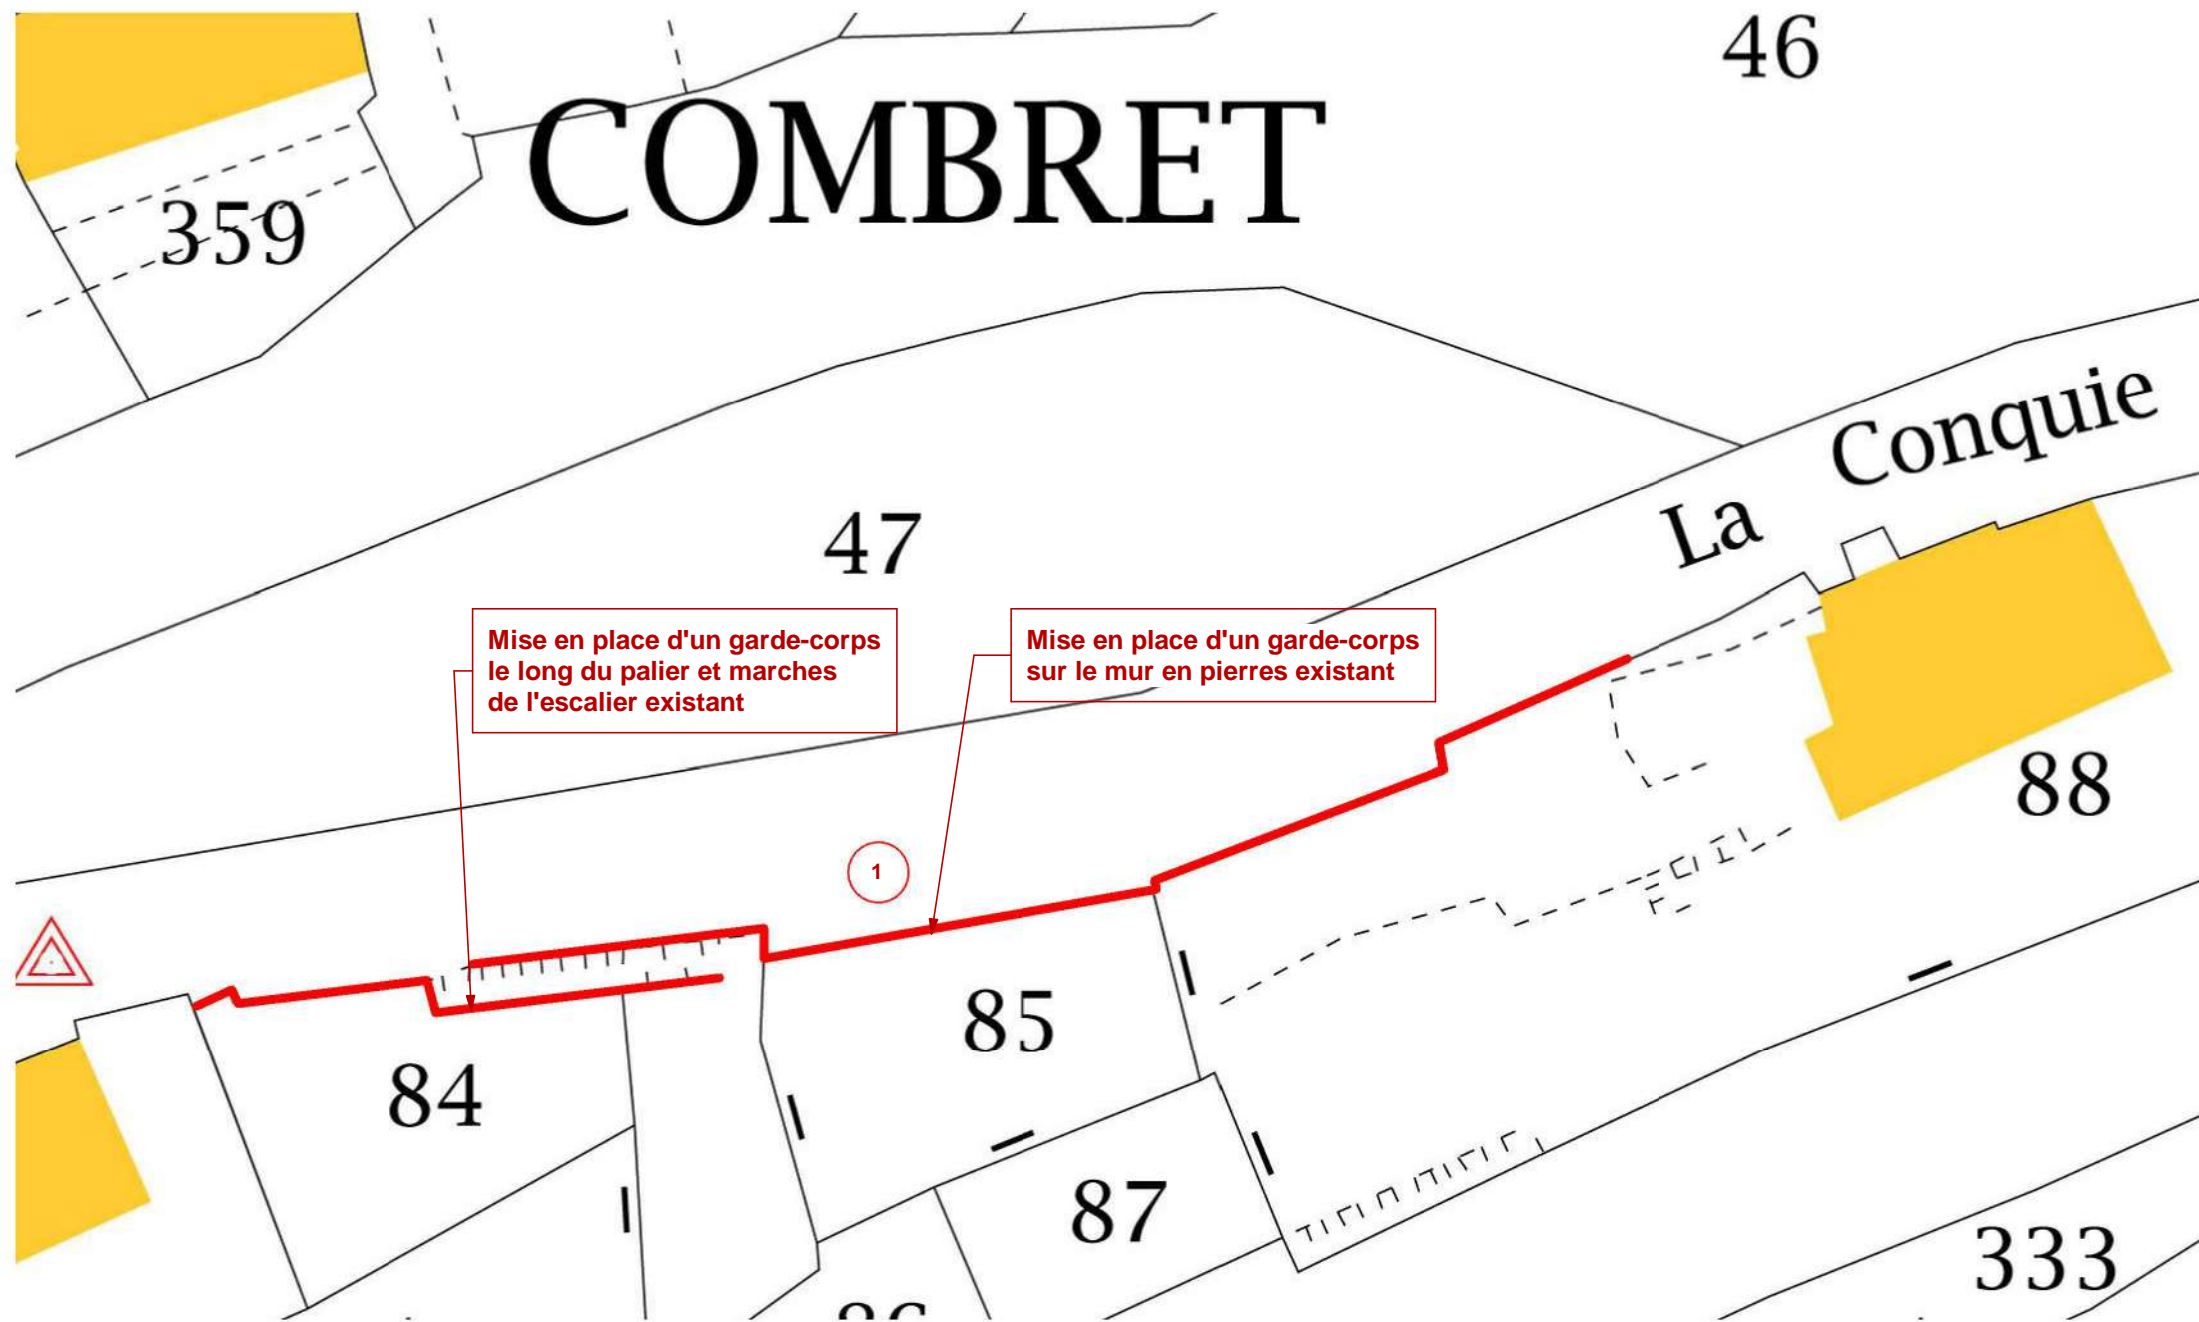 46
COMBRET
359
La Conquie
47
Mise en place d'un garde-corps
le long du palier et marches
de l'escalier existant
Mise en place d'un garde-corps
sur le mur en pierres existant
88
1
85
84
87
333